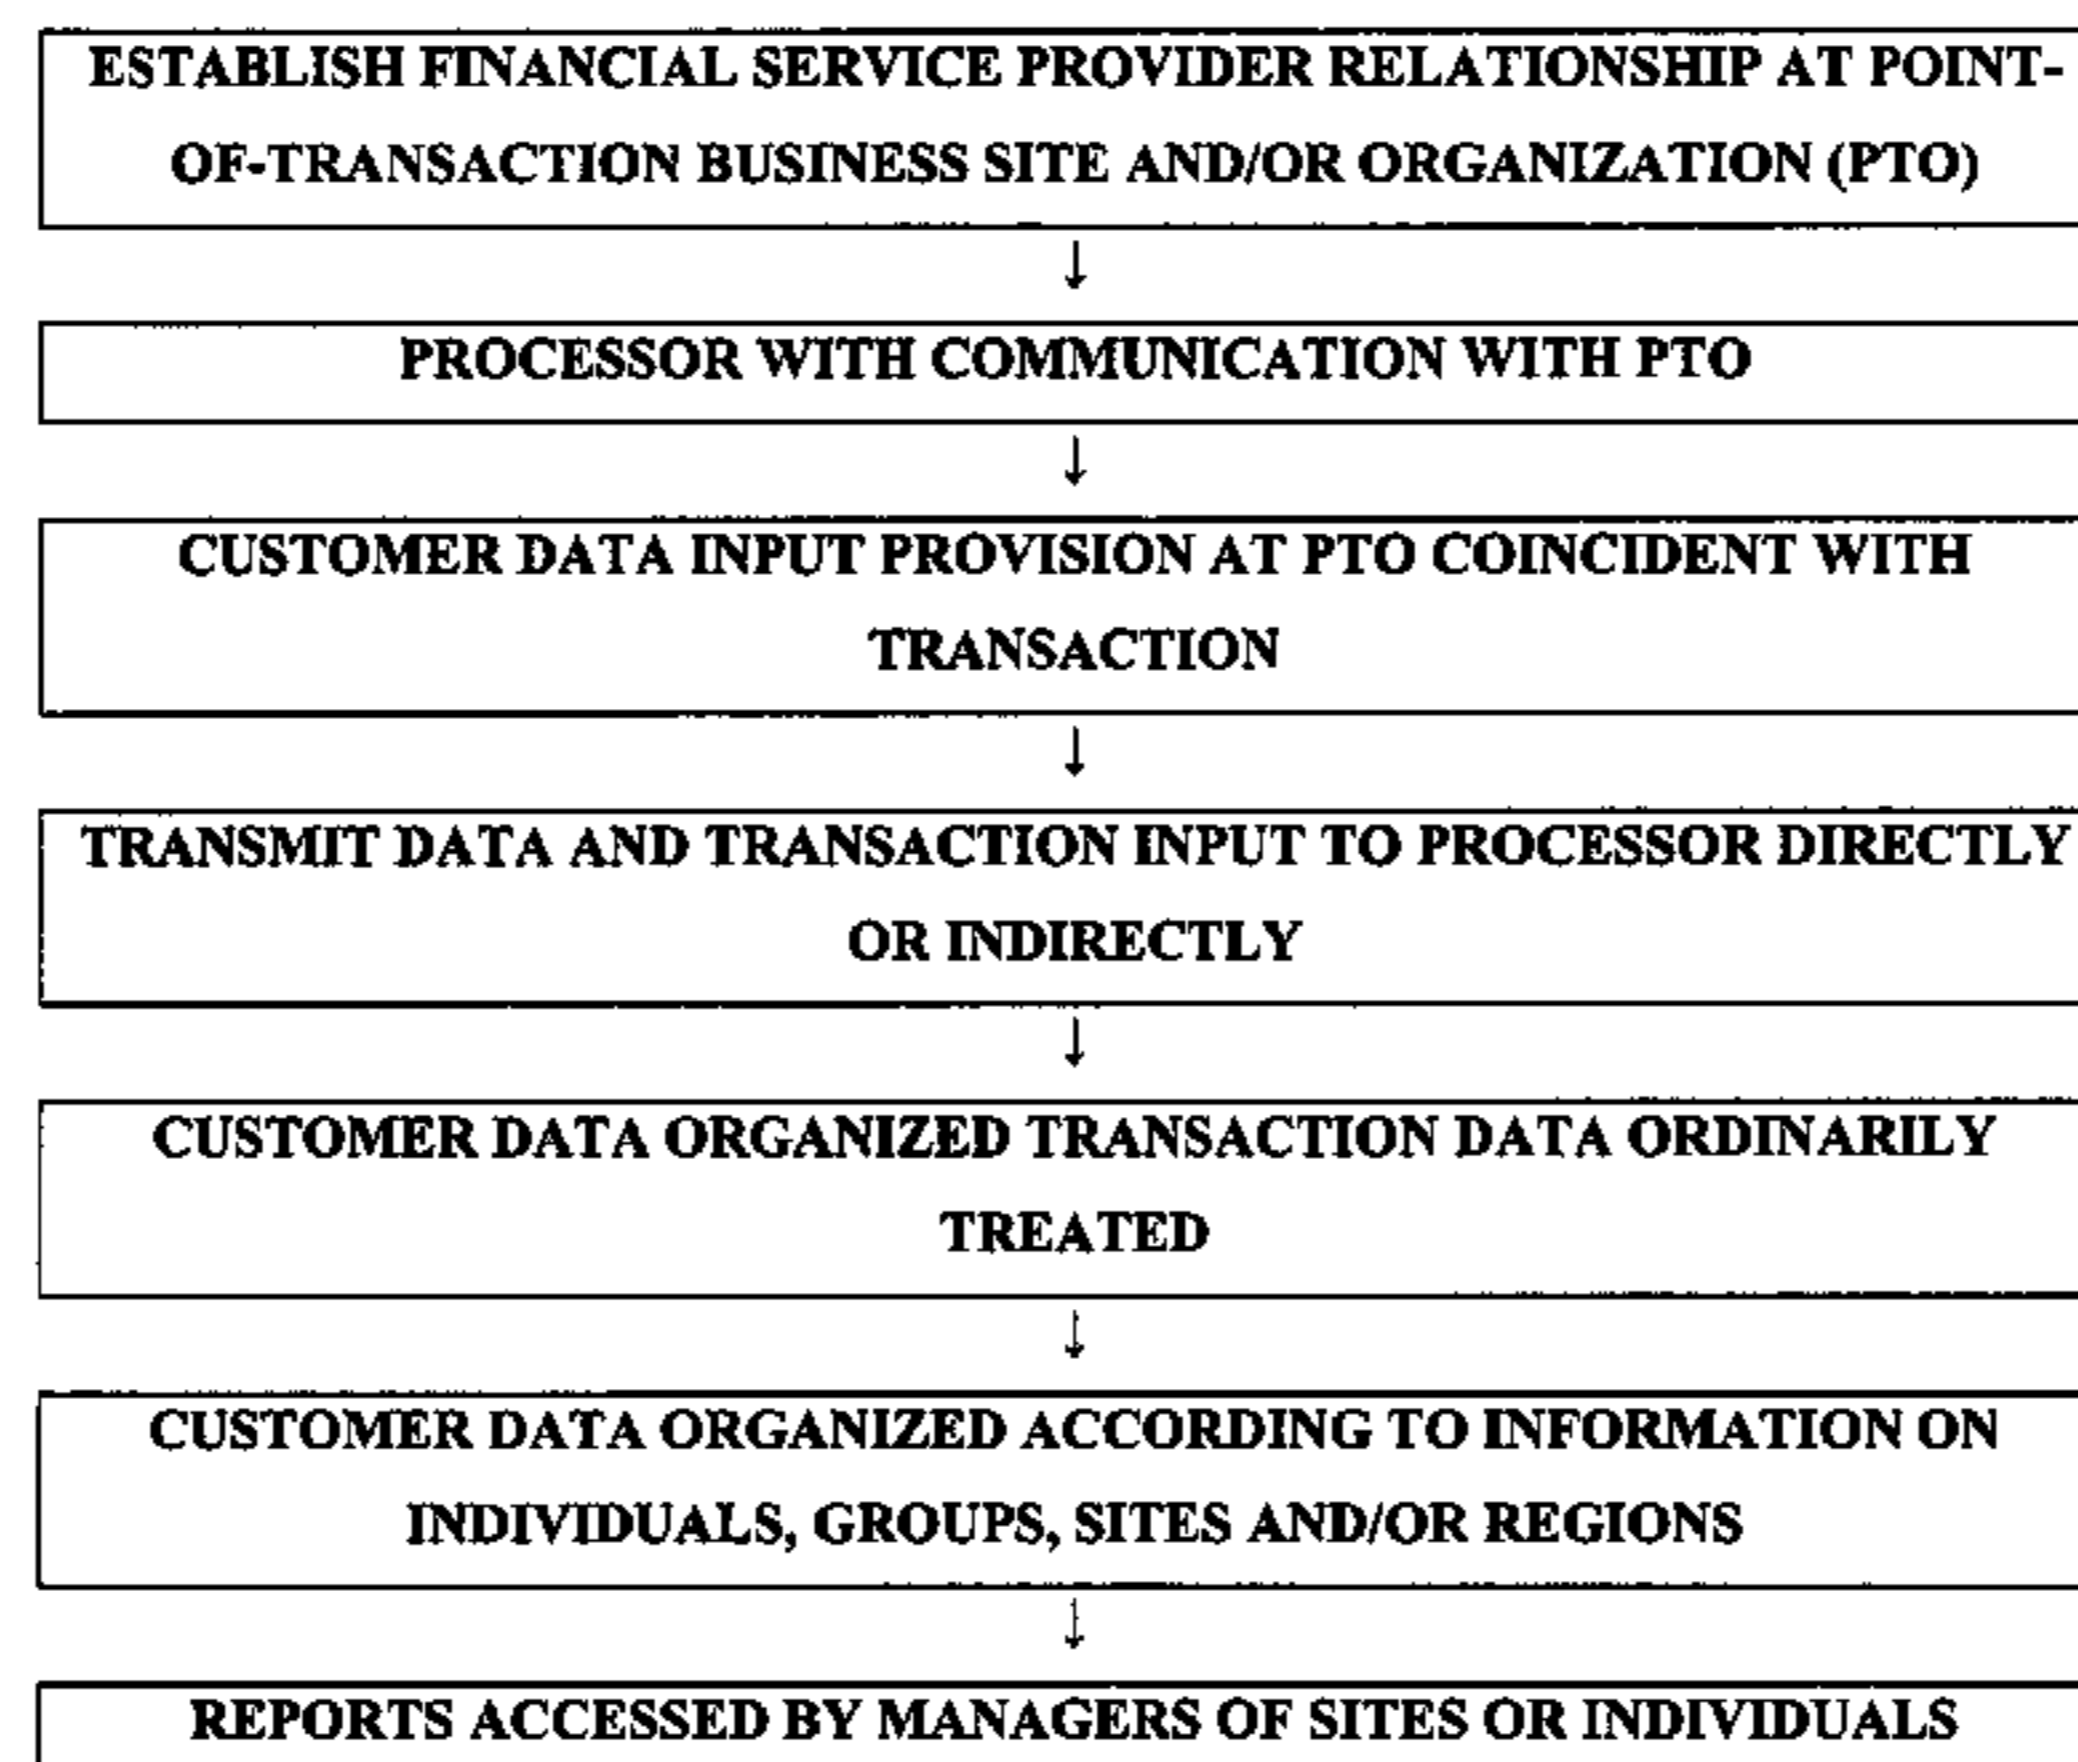 ESTABLISH FINANCIAL SERVICE PROVIDER RELATIONSHIP AT POINT-
OF-TRANSACTION BUSINESS SITE AND/OR ORGANIZATION (PTO)
PROCESSOR WITH COMMUNICATION WITH PTO
CUSTOMER DATA INPUT PROVISION AT PTO COINCIDENT WITH
TRANSACTION
TRANSMIT DATA AND TRANSACTION INPUT TO PROCESSOR DIRECTLY
OR INDIRECTLY
CUSTOMER DATA ORGANIZED TRANSACTION DATA ORDINARILY
TREATED
CUSTOMER DATA ORGANIZED ACCORDING TO INFORMATION ON
INDIVIDUALS, GROUPS, SITES AND/OR REGIONS
REPORTS ACCESSED BY MANAGERS OF SITES OR INDIVIDUALS